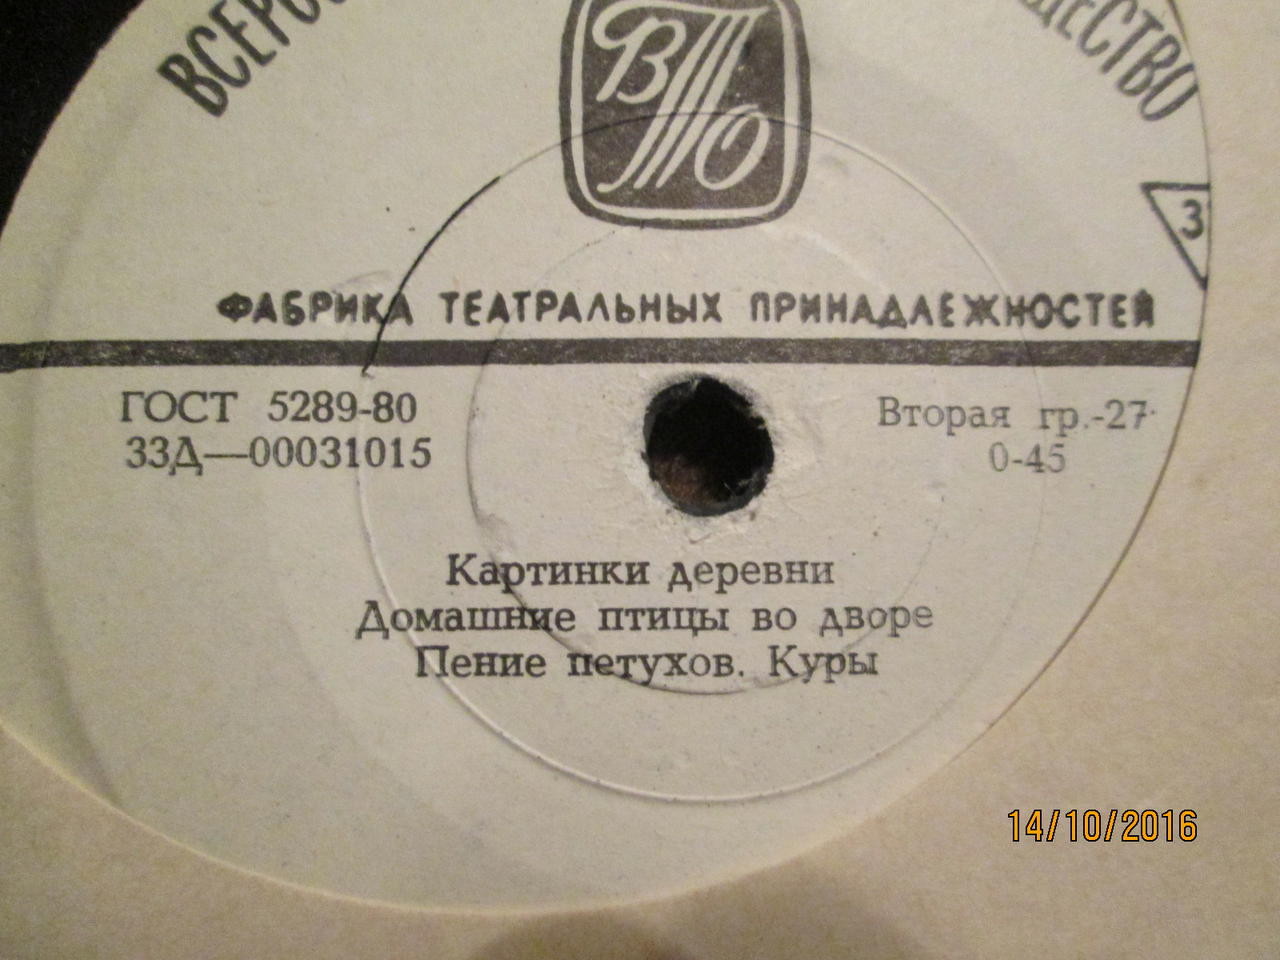 ВТО
ФАБРИКА ТЕАТРАЛЬНЫХ ПРИНАДЛЕЖНОСТЕЙ
3
ГОСТ 5289-80
33Д—00031015
Вторая гр.-27
0-45
Картинки деревни
Домашние птицы во дворе
Пение петухов. Куры
14/10/2016